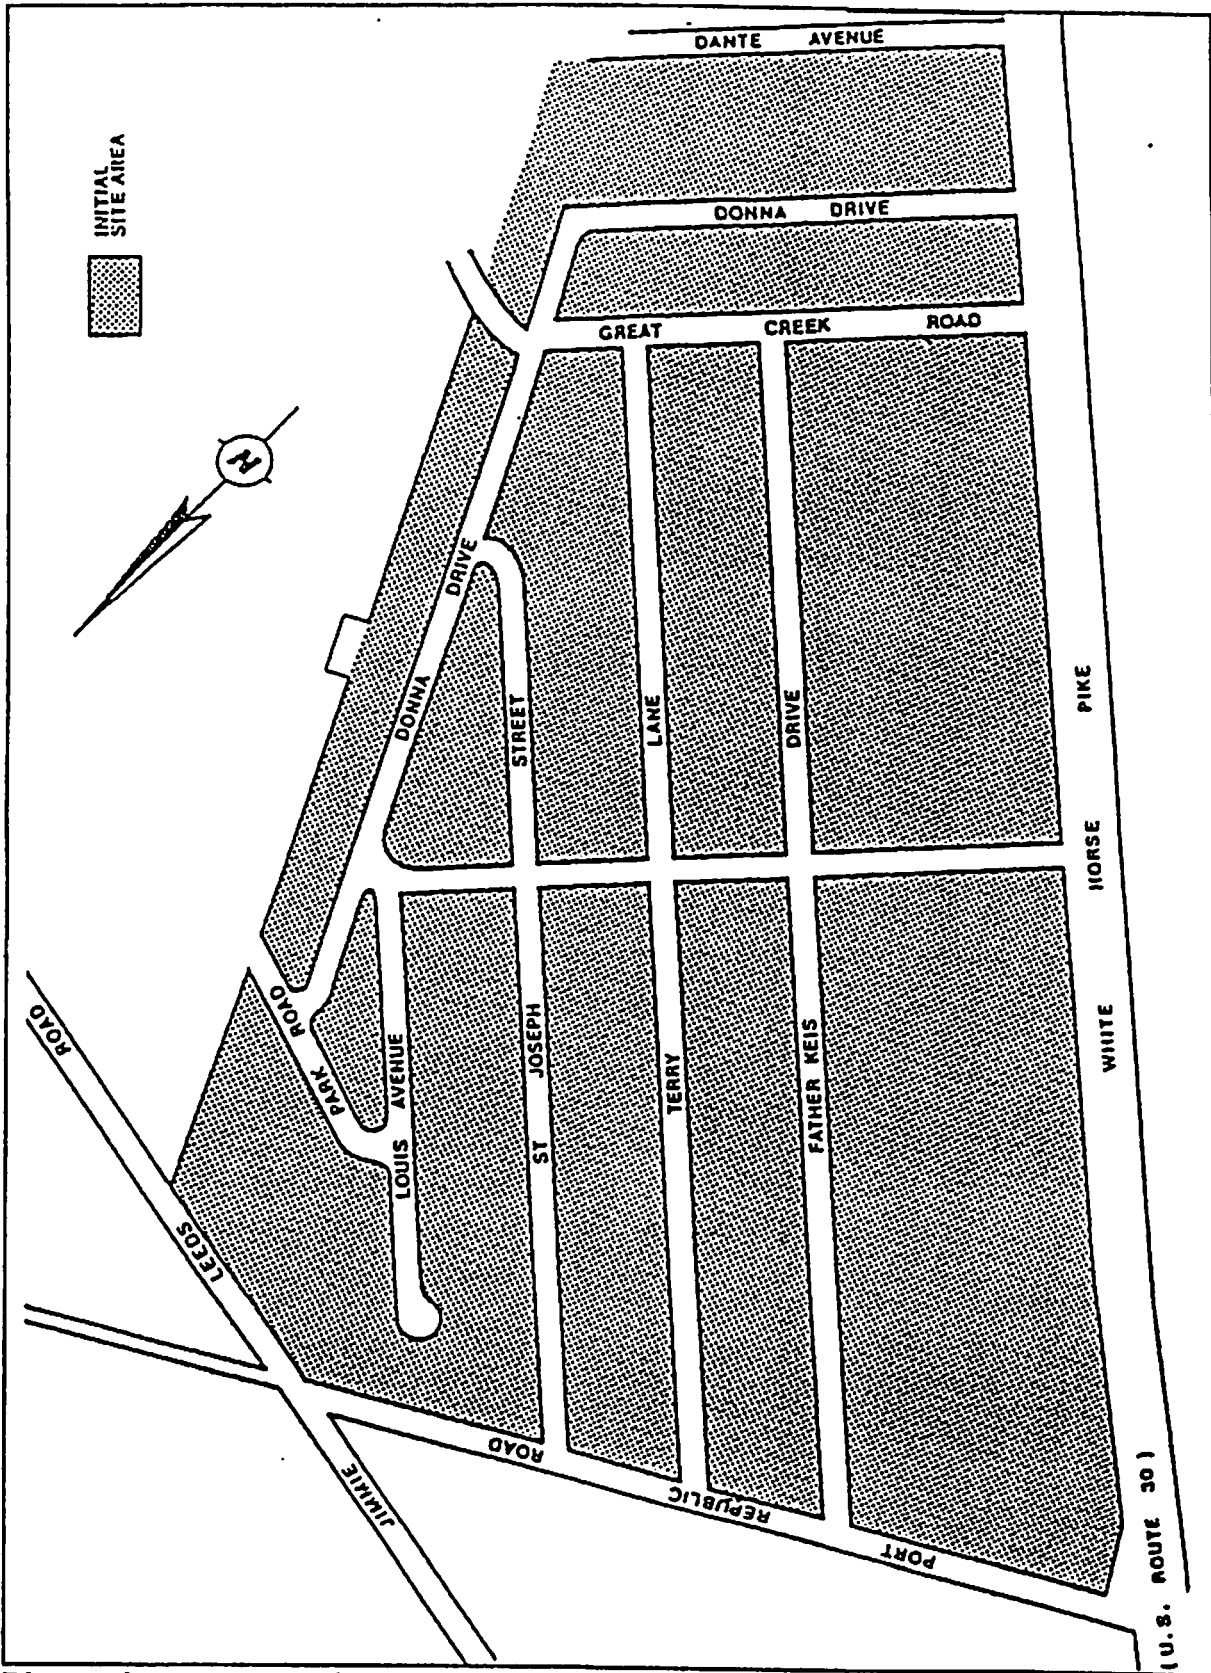 INITIAL
SITE AREA
N
DANTE AVENUE
DONNA DRIVE
GREAT CREEK ROAD
DONNA DRIVE
PARK ROAD
LOUIS AVENUE
ST JOSEPH STREET
TERRY LANE
FATHER KEIS DRIVE
WHITE HORSE PIKE
(U.S. ROUTE 30)
JIMMIE LEEDS ROAD
PORT REPUBLIC ROAD